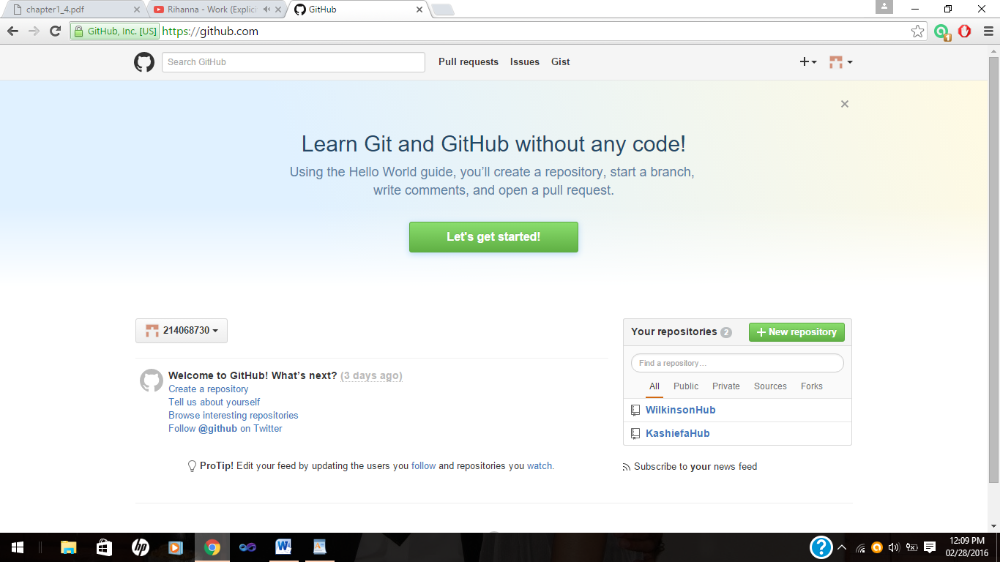 chapter1_4.pdf
Rihanna - Work (Explici
GitHub
GitHub, Inc. [US] https://github.com
1
Search GitHub
Pull requests Issues Gist
Learn Git and GitHub without any code!
Using the Hello World guide, you’ll create a repository, start a branch,
write comments, and open a pull request.
Let's get started!
214068730
Welcome to GitHub! What’s next? (3 days ago)
Create a repository
Tell us about yourself
Browse interesting repositories
Follow @github on Twitter
ProTip! Edit your feed by updating the users you follow and repositories you watch.
Your repositories 2
New repository
Find a repository…
All Public Private Sources Forks
WilkinsonHub
KashiefaHub
Subscribe to your news feed
hp
W
?
12:09 PM
02/28/2016